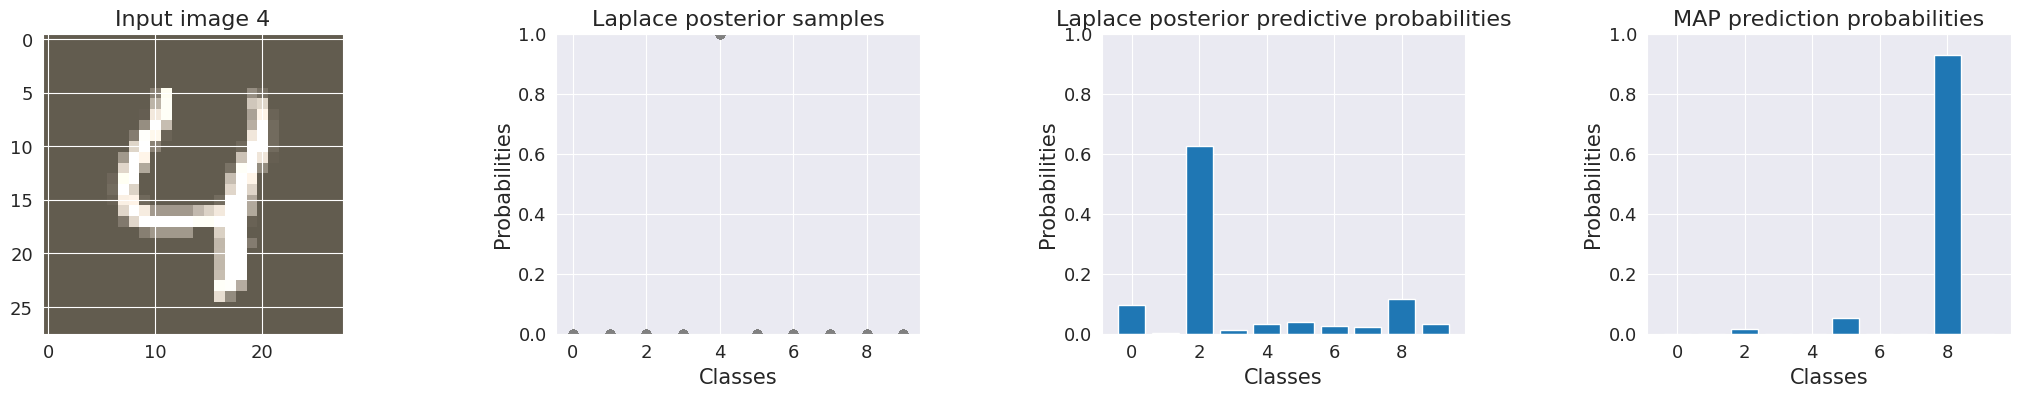 Input image 4
0
5
10
15
20
25
0 10 20
4
Laplace posterior samples
Probabilities
1.0
0.8
0.6
0.4
0.2
0.0
0 2 4 6 8
Classes
Laplace posterior predictive probabilities
Probabilities
1.0
0.8
0.6
0.4
0.2
0.0
0 2 4 6 8
Classes
MAP prediction probabilities
Probabilities
1.0
0.8
0.6
0.4
0.2
0.0
0 2 4 6 8
Classes